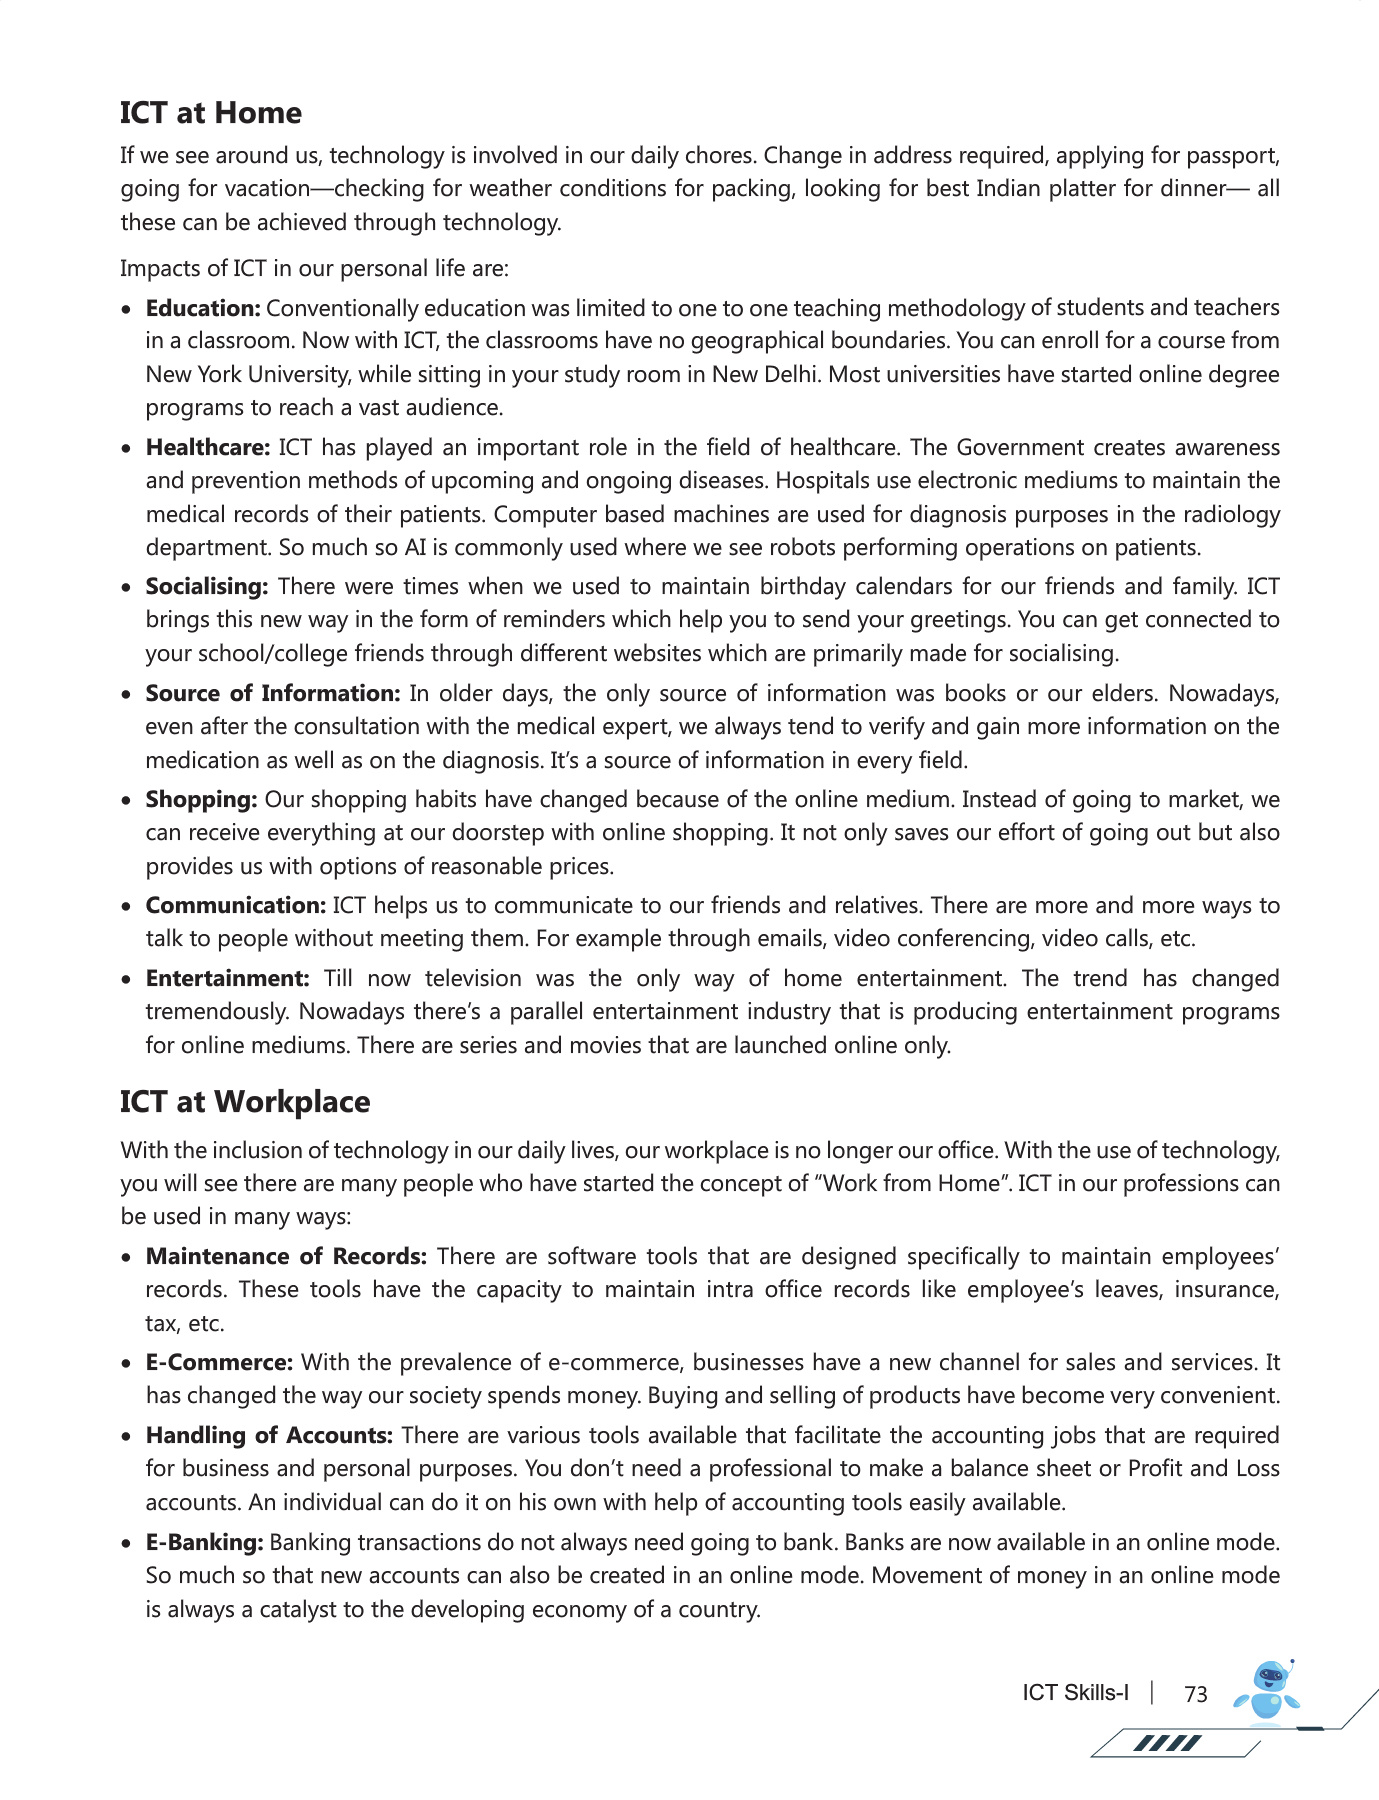 ICT at Home
If we see around us, technology is involved in our daily chores. Change in address required, applying for passport,
going for vacation—checking for weather conditions for packing, looking for best Indian platter for dinner— all
these can be achieved through technology.
Impacts of ICT in our personal life are:
• Education: Conventionally education was limited to one to one teaching methodology of students and teachers
in a classroom. Now with ICT, the classrooms have no geographical boundaries. You can enroll for a course from
New York University, while sitting in your study room in New Delhi. Most universities have started online degree
programs to reach a vast audience.
• Healthcare: ICT has played an important role in the field of healthcare. The Government creates awareness
and prevention methods of upcoming and ongoing diseases. Hospitals use electronic mediums to maintain the
medical records of their patients. Computer based machines are used for diagnosis purposes in the radiology
department. So much so AI is commonly used where we see robots performing operations on patients.
• Socialising: There were times when we used to maintain birthday calendars for our friends and family. ICT
brings this new way in the form of reminders which help you to send your greetings. You can get connected to
your school/college friends through different websites which are primarily made for socialising.
• Source of Information: In older days, the only source of information was books or our elders. Nowadays,
even after the consultation with the medical expert, we always tend to verify and gain more information on the
medication as well as on the diagnosis. It’s a source of information in every field.
• Shopping: Our shopping habits have changed because of the online medium. Instead of going to market, we
can receive everything at our doorstep with online shopping. It not only saves our effort of going out but also
provides us with options of reasonable prices.
• Communication: ICT helps us to communicate to our friends and relatives. There are more and more ways to
talk to people without meeting them. For example through emails, video conferencing, video calls, etc.
• Entertainment: Till now television was the only way of home entertainment. The trend has changed
tremendously. Nowadays there’s a parallel entertainment industry that is producing entertainment programs
for online mediums. There are series and movies that are launched online only.
ICT at Workplace
With the inclusion of technology in our daily lives, our workplace is no longer our office. With the use of technology,
you will see there are many people who have started the concept of “Work from Home”. ICT in our professions can
be used in many ways:
• Maintenance of Records: There are software tools that are designed specifically to maintain employees’
records. These tools have the capacity to maintain intra office records like employee’s leaves, insurance,
tax, etc.
• E-Commerce: With the prevalence of e-commerce, businesses have a new channel for sales and services. It
has changed the way our society spends money. Buying and selling of products have become very convenient.
• Handling of Accounts: There are various tools available that facilitate the accounting jobs that are required
for business and personal purposes. You don’t need a professional to make a balance sheet or Profit and Loss
accounts. An individual can do it on his own with help of accounting tools easily available.
• E-Banking: Banking transactions do not always need going to bank. Banks are now available in an online mode.
So much so that new accounts can also be created in an online mode. Movement of money in an online mode
is always a catalyst to the developing economy of a country.
ICT Skills-I | 73